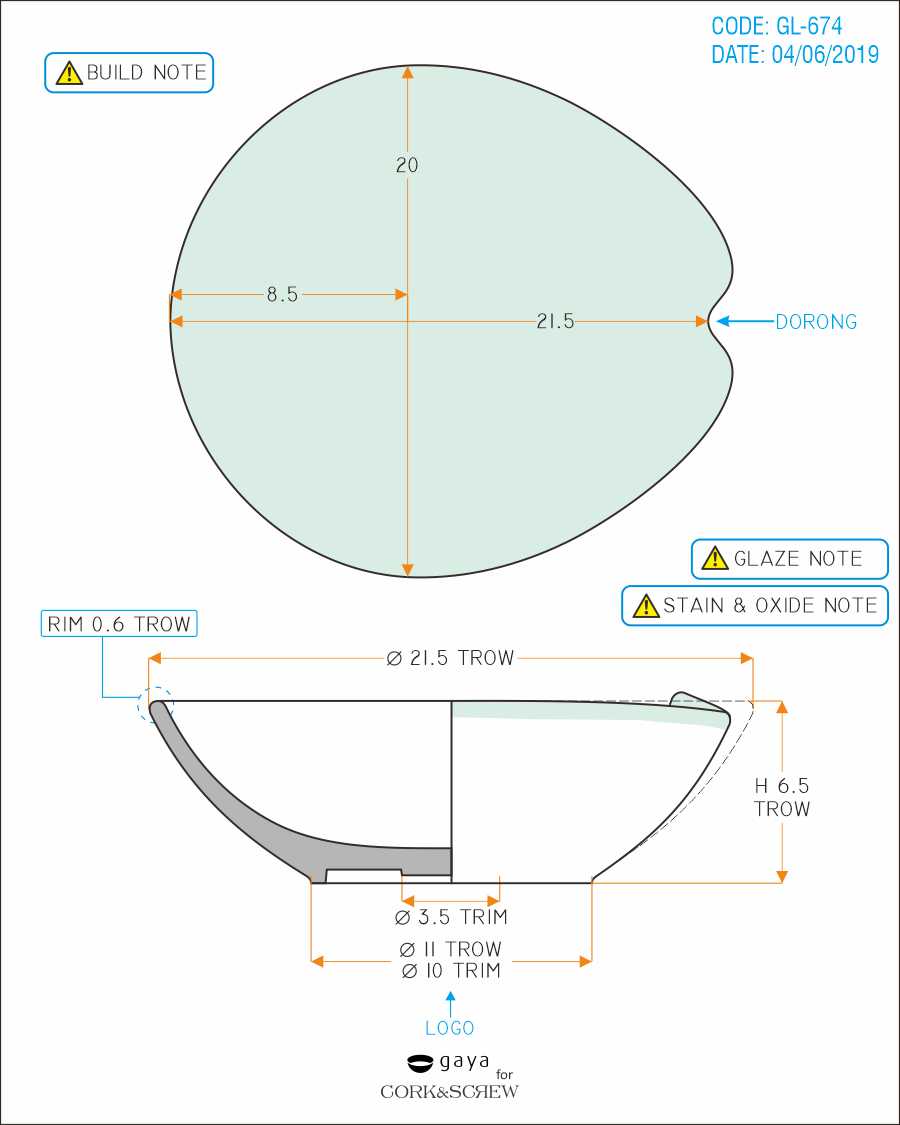 CODE: GL-674
DATE: 04/06/2019
BUILD NOTE
20
8.5
21.5
DORONG
GLAZE NOTE
STAIN & OXIDE NOTE
RIM 0.6 TROW
Ø 21.5 TROW
H 6.5
TROW
Ø 3.5 TRIM
Ø 11 TROW
Ø 10 TRIM
LOGO
gaya
for
CORK&SCREW